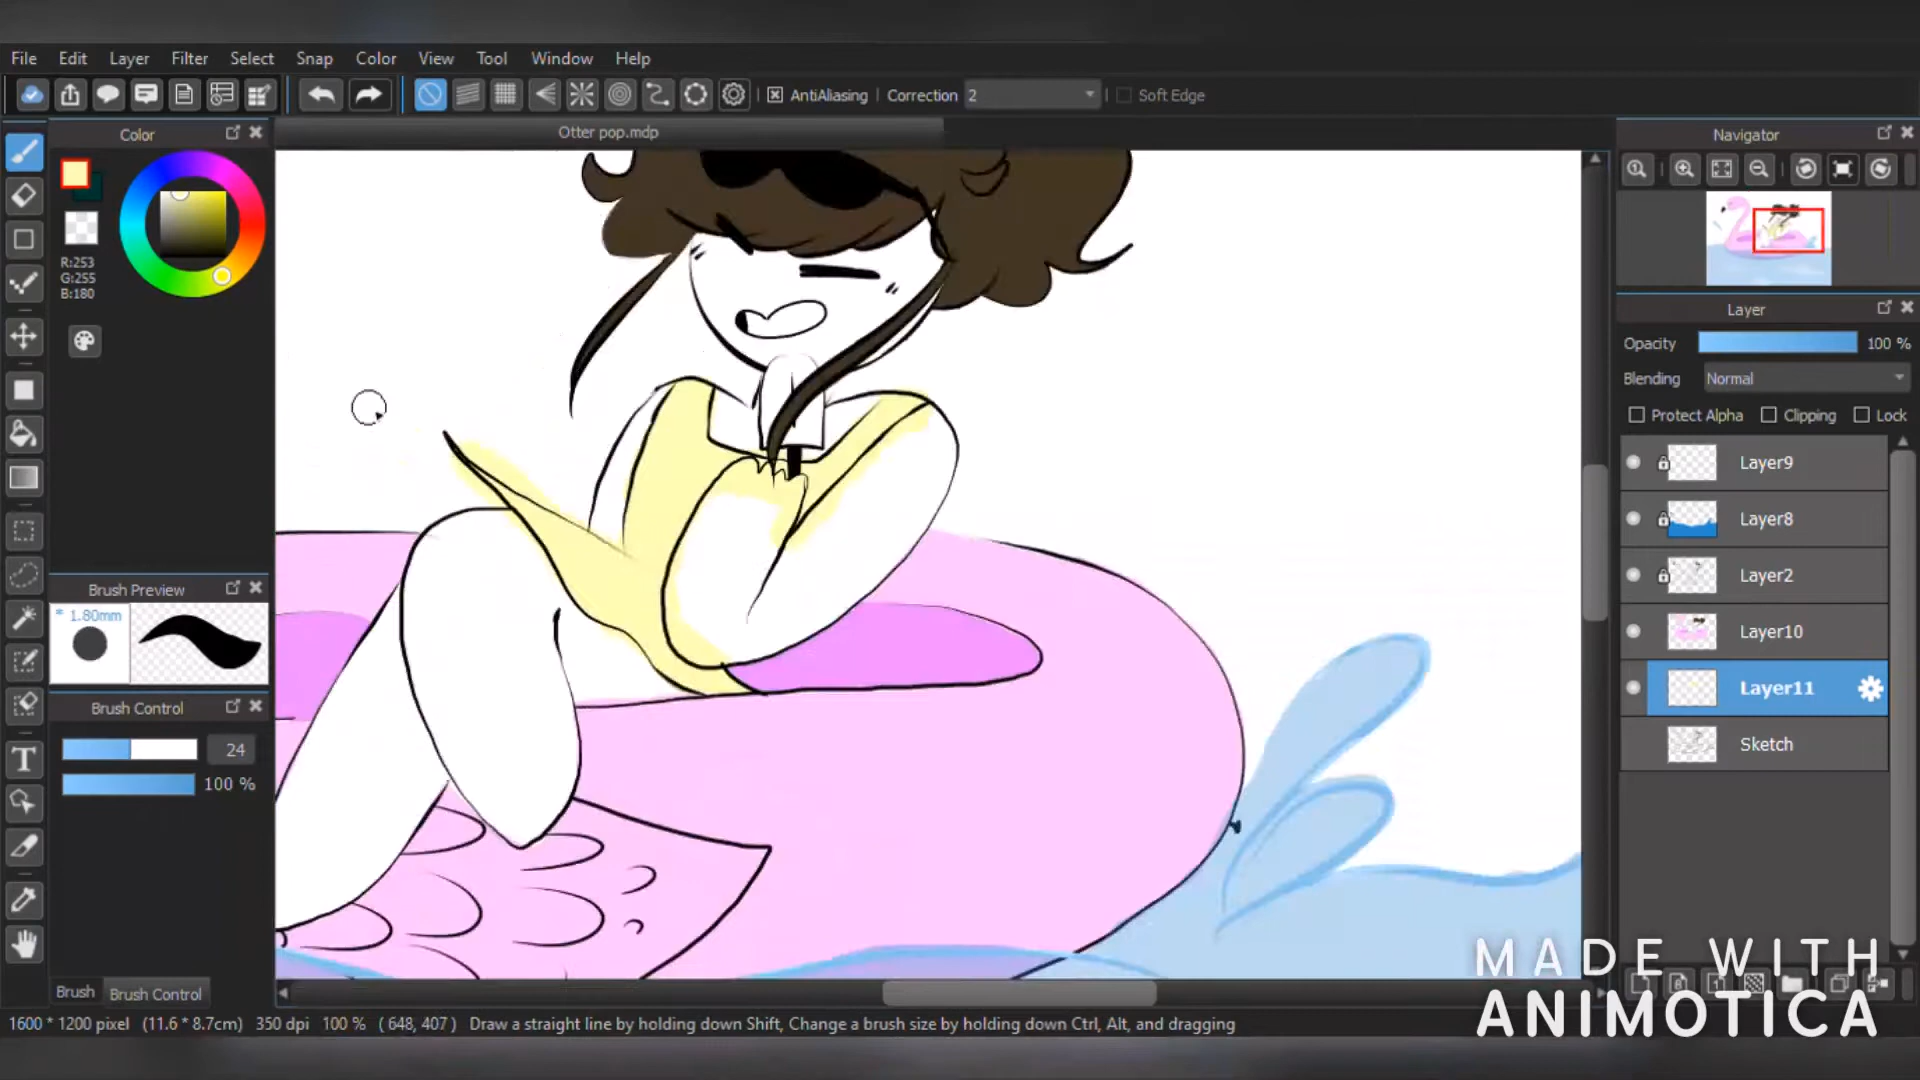 File Edit Layer Filter Select Snap Color View Tool Window Help
AntiAliasing Correction 2 Soft Edge
Color
Otter pop.mdp
Navigator
R:253
G:255
B:180
Layer
Opacity 100 %
Blending Normal
Protect Alpha Clipping Lock
Layer9
Layer8
Layer2
Layer10
Layer11
Sketch
Brush Preview
* 1.80mm
Brush Control
24
100 %
Brush Brush Control
1600 * 1200 pixel (11.6 * 8.7cm) 350 dpi 100 % ( 648, 407 ) Draw a straight line by holding down Shift, Change a brush size by holding down Ctrl, Alt, and dragging
MADE WITH
ANIMOTICA